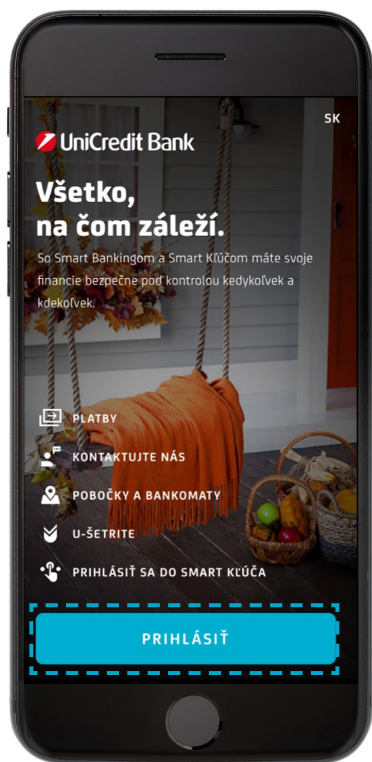 SK
UniCredit Bank
Všetko,
na čom záleží.
So Smart Bankingom a Smart Kľúčom máte svoje
financie bezpečne pod kontrolou kedykoľvek a
kdekoľvek.
PLATBY
KONTAKTUJTE NÁS
POBOČKY A BANKOMATY
U-ŠETRITE
PRIHLÁSIŤ SA DO SMART KĽÚČA
PRIHLÁSIŤ